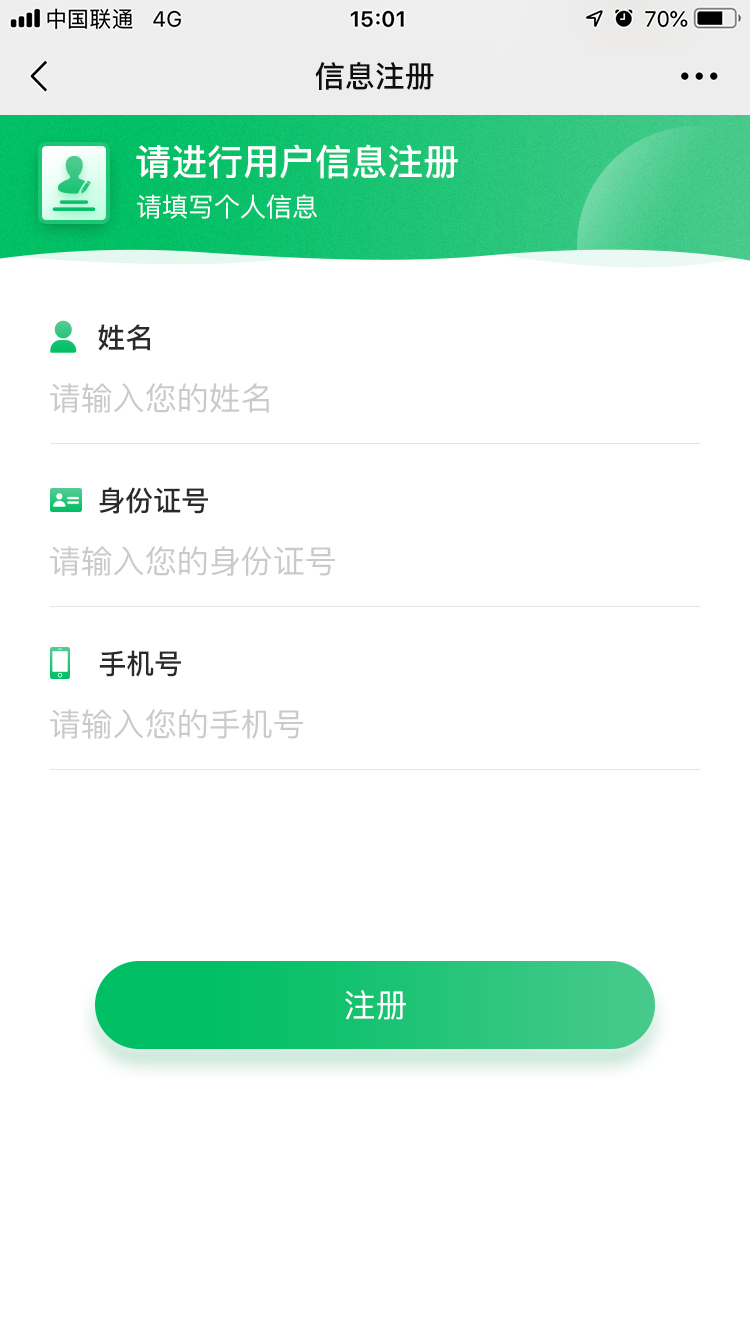 中国联通 4G 15:01 70%
信息注册
请进行用户信息注册
请填写个人信息
姓名
请输入您的姓名
身份证号
请输入您的身份证号
手机号
请输入您的手机号
注册